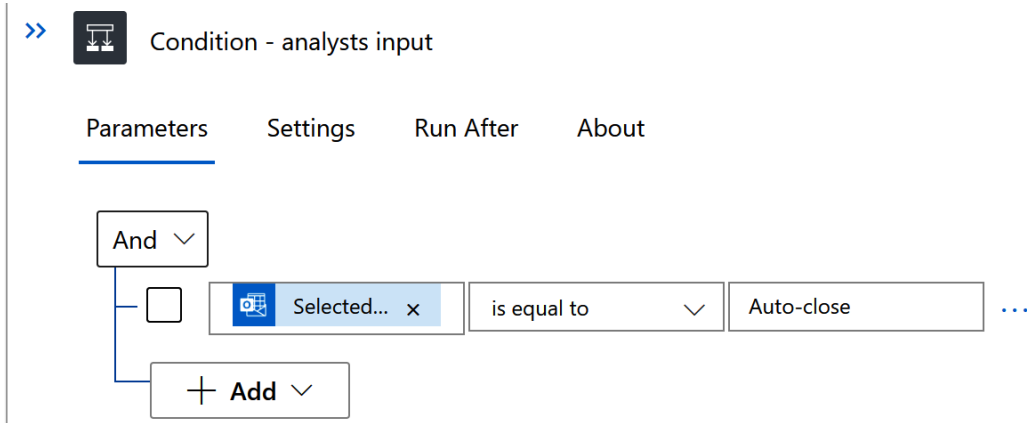 Condition - analysts input
Parameters Settings Run After About
And
Selected... x is equal to Auto-close
+ Add